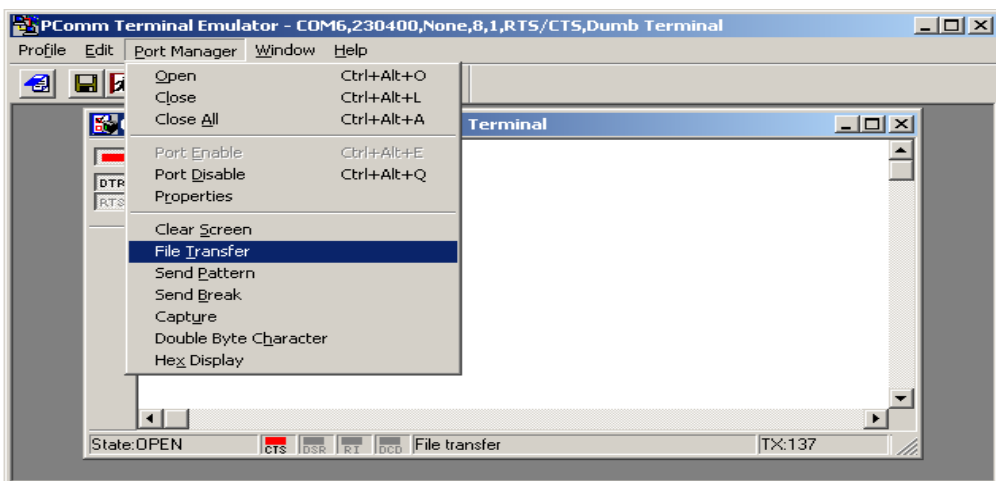 PComm Terminal Emulator - COM6,230400,None,8,1,RTS/CTS,Dumb Terminal
Profile Edit Port Manager Window Help
Open Ctrl+Alt+O
Close Ctrl+Alt+L
Close All Ctrl+Alt+A
Terminal
Port Enable Ctrl+Alt+E
Port Disable Ctrl+Alt+Q
DTR
Properties
RTS
Clear Screen
File Transfer
Send Pattern
Send Break
Capture
Double Byte Character
Hex Display
State:OPEN CTS DSR RI DCD File transfer TX:137